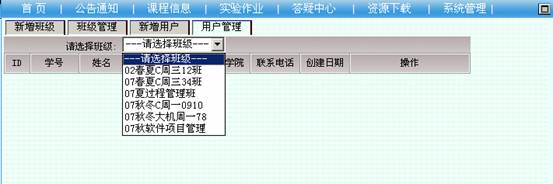 首 页 | 公告通知 | 课程信息 | 实验作业 | 答疑中心 | 资源下载 | 系统管理 |
新增班级 班级管理 新增用户 用户管理
请选择班级: ---请选择班级---
ID 学号 姓名 学院 联系电话 创建日期 操作
---请选择班级---
02春夏C周三12班
02春夏C周三34班
07夏过程管理班
07秋冬C周一0910
07秋冬大机周一78
07秋软件项目管理